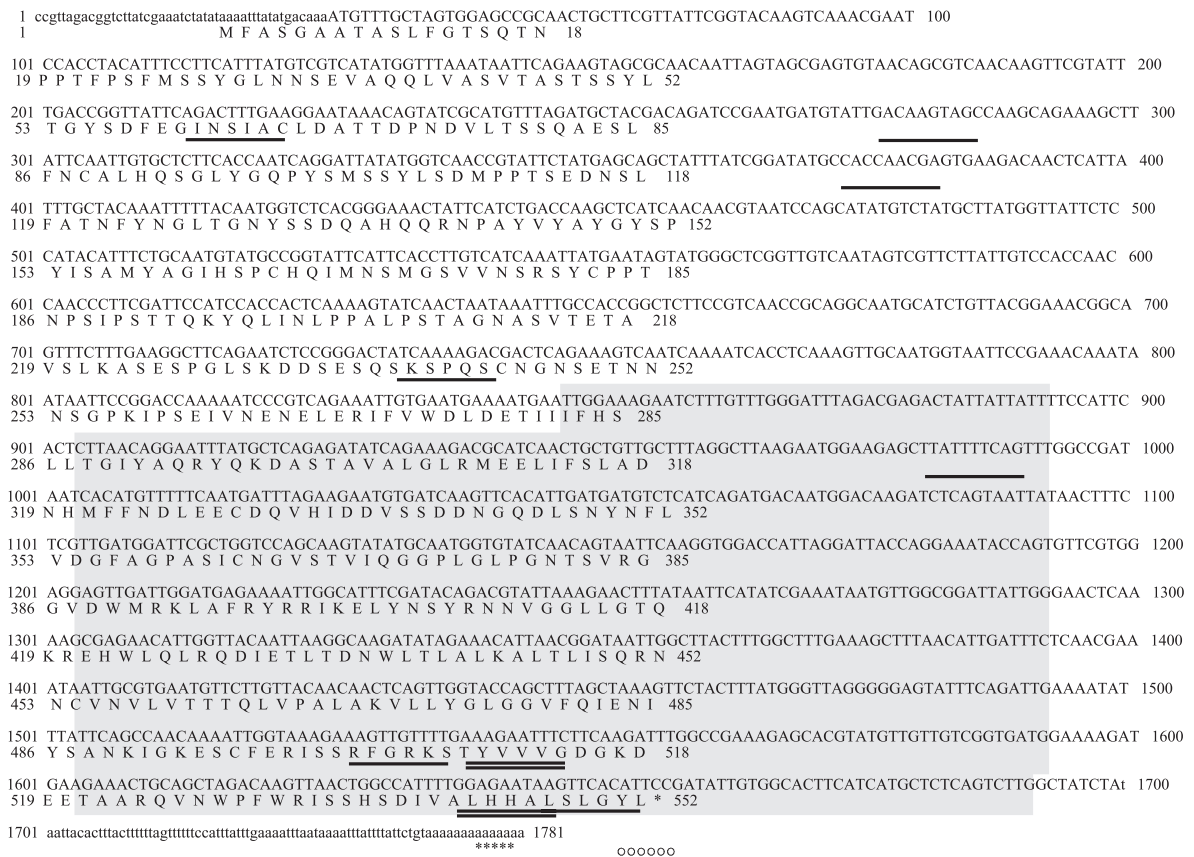 1 ccgttagacggtcttatcgaaatctatataaaatttatatgacaaaATGTTTGCTAGTGGAGCCGCAACTGCTTCGTTATTCGGTACAAGTCAAACGAAT 100
1 M F A S G A A T A S L F G T S Q T N 18
101 CCACCTACATTTCCTTCATTTATGTCGTCATATGGTTTAAATAATTCAGAAGTAGCGCAACAATTAGTAGCGAGTGTAACAGCGTCAACAAGTTCGTATT 200
19 P P T F P S F M S S Y G L N N S E V A Q Q L V A S V T A S T S S Y L 52
201 TGACCGGTTATTCAGACTTTGAAGGAATAAACAGTATCGCATGTTTAGATGCTACGACAGATCCGAATGATGTATTGACAAGTAGCCAAGCAGAAAGCTT 300
53 T G Y S D F E G I N S I A C L D A T T D P N D V L T S S Q A E S L 85
301 ATTCAATTGTGCTCTTCACCAATCAGGATTATATGGTCAACCGTATTCTATGAGCAGCTATTTATCGGATATGCCACCAACGAGTGAAGACAACTCATTA 400
86 F N C A L H Q S G L Y G Q P Y S M S S Y L S D M P P T S E D N S L 118
401 TTTGCTACAAATTTTTACAATGGTCTCACGGGAAACTATTCATCTGACCAAGCTCATCAACAACGTAATCCAGCATATGTCTATGCTTATGGTTATTCTC 500
119 F A T N F Y N G L T G N Y S S D Q A H Q Q R N P A Y V Y A Y G Y S P 152
501 CATACATTTCTGCAATGTATGCCGGTATTCATTCACCTTGTCATCAAATTATGAATAGTATGGGCTCGGTTGTCAATAGTCGTTCTTATTGTCCACCAAC 600
153 Y I S A M Y A G I H S P C H Q I M N S M G S V V N S R S Y C P P T 185
601 CAACCCTTCGATTCCATCCACCACTCAAAAGTATCAACTAATAAATTTGCCACCGGCTCTTCCGTCAACCGCAGGCAATGCATCTGTTACGGAAACGGCA 700
186 N P S I P S T T Q K Y Q L I N L P P A L P S T A G N A S V T E T A 218
701 GTTTCTTTGAAGGCTTCAGAATCTCCGGGACTATCAAAAGACGACTCAGAAAGTCAATCAAAATCACCTCAAAGTTGCAATGGTAATTCCGAAACAAATA 800
219 V S L K A S E S P G L S K D D S E S Q S K S P Q S C N G N S E T N N 252
801 ATAATTCCGGACCAAAAATCCCGTCAGAAATTGTGAATGAAAATGAATTGGAAAGAATCTTTGTTTGGGATTTAGACGAGACTATTATTATTTTCCATTC 900
253 N S G P K I P S E I V N E N E L E R I F V W D L D E T I I I F H S 285
901 ACTCTTAACAGGAATTTATGCTCAGAGATATCAGAAAGACGCATCAACTGCTGTTGCTTTAGGCTTAAGAATGGAAGAGCTTATTTTCAGTTTGGCCGAT 1000
286 L L T G I Y A Q R Y Q K D A S T A V A L G L R M E E L I F S L A D 318
1001 AATCACATGTTTTTCAATGATTTAGAAGAATGTGATCAAGTTCACATTGATGATGTCTCATCAGATGACAATGGACAAGATCTCAGTAATTATAACTTTC 1100
319 N H M F F N D L E E C D Q V H I D D V S S D D N G Q D L S N Y N F L 352
1101 TCGTTGATGGATTCGCTGGTCCAGCAAGTATATGCAATGGTGTATCAACAGTAATTCAAGGTGGACCATTAGGATTACCAGGAAATACCAGTGTTCGTGG 1200
353 V D G F A G P A S I C N G V S T V I Q G G P L G L P G N T S V R G 385
1201 AGGAGTTGATTGGATGAGAAAATTGGCATTTCGATACAGACGTATTAAAGAACTTTATAATTCATATCGAAATAATGTTGGCGGATTATTGGGAACTCAA 1300
386 G V D W M R K L A F R Y R R I K E L Y N S Y R N N V G G L L G T Q 418
1301 AAGCGAGAACATTGGTTACAATTAAGGCAAGATATAGAAACATTAACGGATAATTGGCTTACTTTGGCTTTGAAAGCTTTAACATTGATTTCTCAACGAA 1400
419 K R E H W L Q L R Q D I E T L T D N W L T L A L K A L T L I S Q R N 452
1401 ATAATTGCGTGAATGTTCTTGTTACAACAACTCAGTTGGTACCAGCTTTAGCTAAAGTTCTACTTTATGGGTTAGGGGGAGTATTTCAGATTGAAAATAT 1500
453 N C V N V L V T T T Q L V P A L A K V L L Y G L G G V F Q I E N I 485
1501 TTATTCAGCCAACAAAATTGGTAAAGAAAGTTGTTTTGAAAGAATTTCTTCAAGATTTGGCCGAAAGAGCACGTATGTTGTTGTCGGTGATGGAAAAGAT 1600
486 Y S A N K I G K E S C F E R I S S R F G R K S T Y V V V G D G K D 518
1601 GAAGAAACTGCAGCTAGACAAGTTAACTGGCCATTTTGGAGAATAAGTTCACATTCCGATATTGTGGCACTTCATCATGCTCTCAGTCTTGGCTATCTAt 1700
519 E E T A A R Q V N W P F W R I S S H S D I V A L H H A L S L G Y L * 552
1701 aattacactttactttttttagtttttttccatttatttgaaaatttaataaaatttattttattctgtaaaaaaaaaaaaaaaa 1781
*****
oooooo